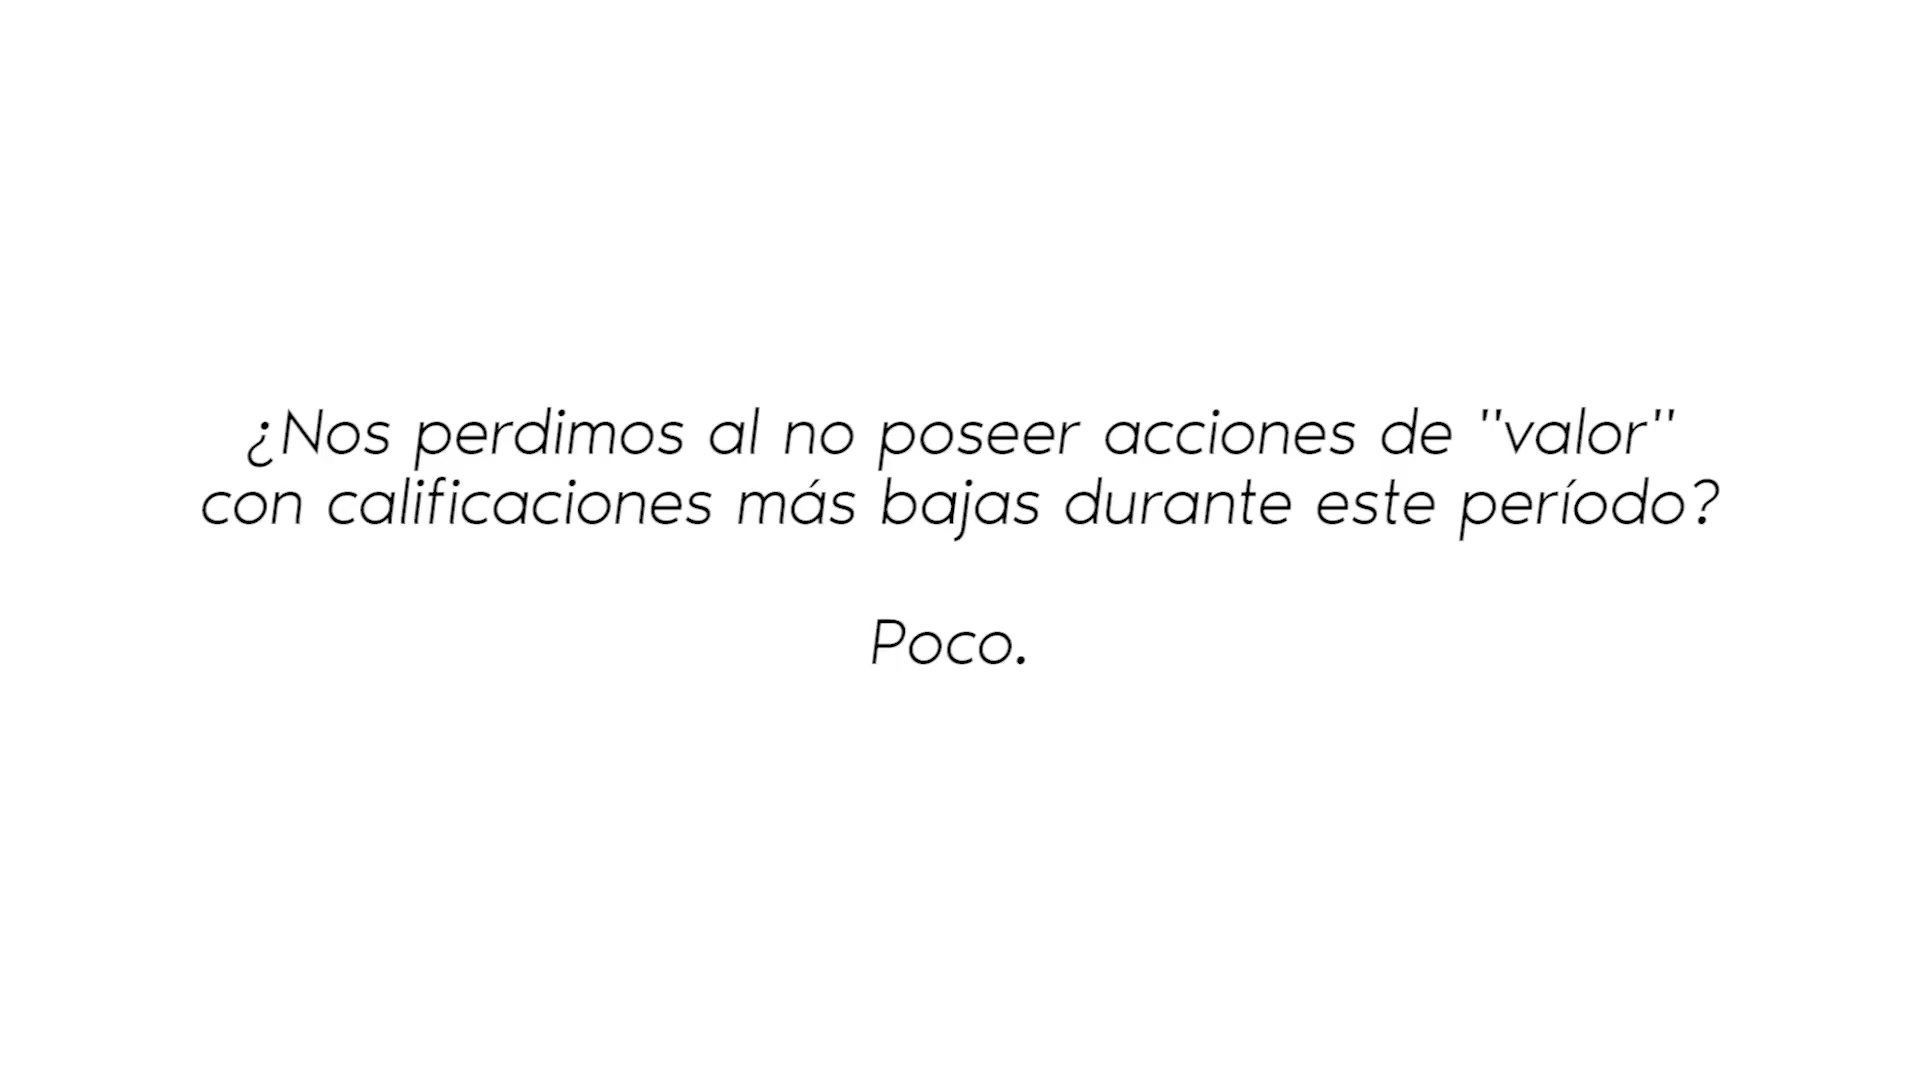 ¿Nos perdimos al no poseer acciones de "valor"
con calificaciones más bajas durante este período?
Poco.